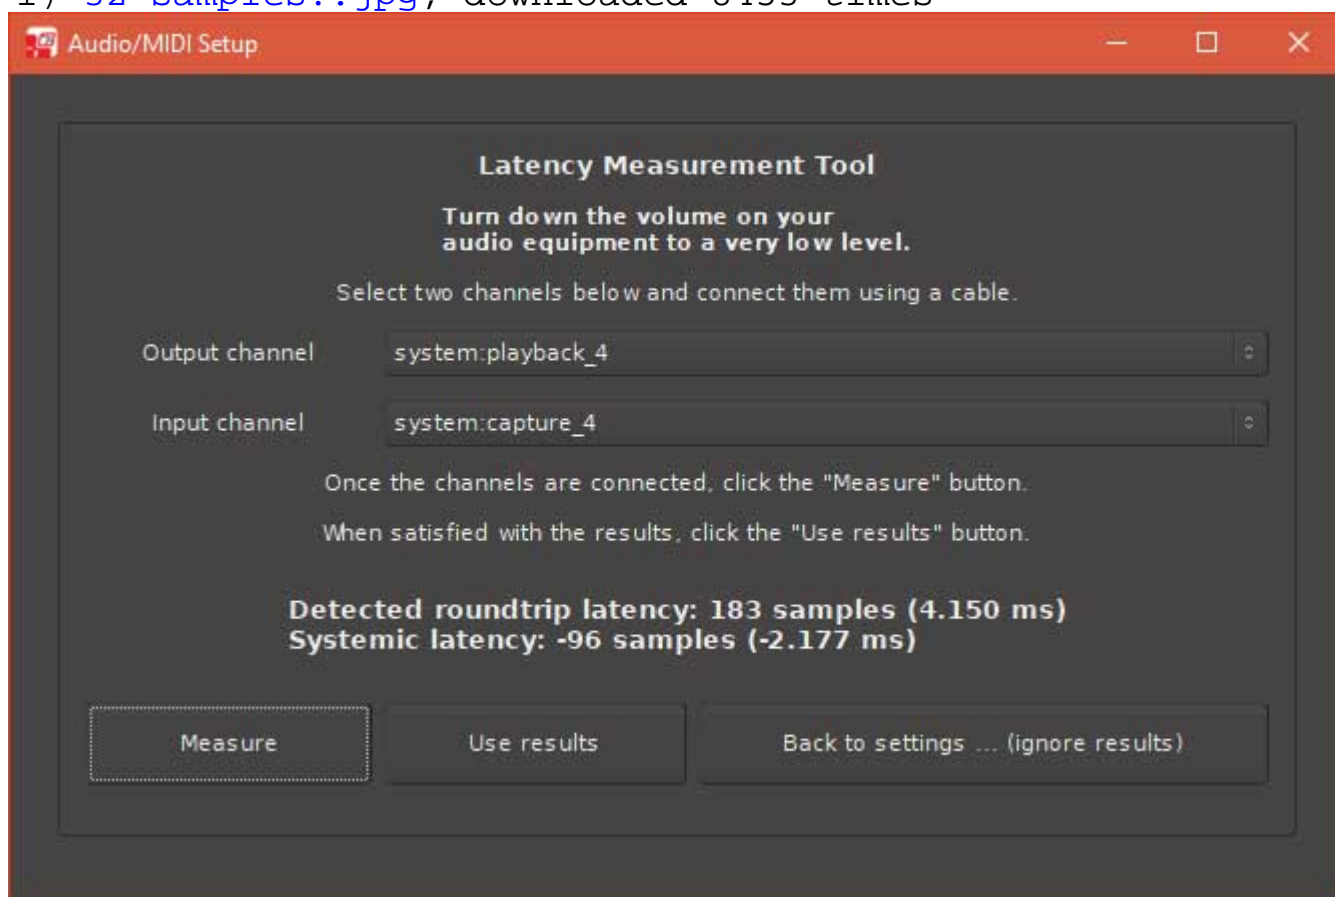 Audio/MIDI Setup
Latency Measurement Tool
Turn down the volume on your
audio equipment to a very low level.
Select two channels below and connect them using a cable.
Output channel system:playback_4
Input channel system:capture_4
Once the channels are connected, click the "Measure" button.
When satisfied with the results, click the "Use results" button.
Detected roundtrip latency: 183 samples (4.150 ms)
Systemic latency: -96 samples (-2.177 ms)
Measure Use results Back to settings ... (ignore results)